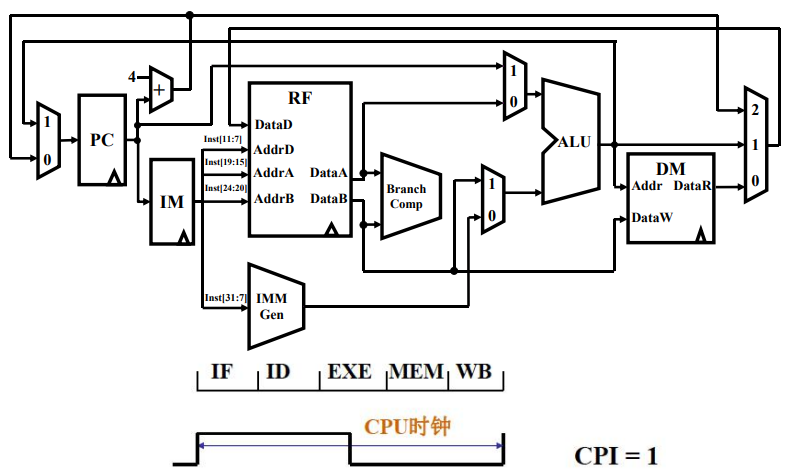 4
+
1
0
PC
IM
Inst[11:7]
Inst[19:15]
Inst[24:20]
Inst[31:7]
RF
DataD
AddrD
AddrA DataA
AddrB DataB
IMM
Gen
Branch
Comp
1
0
1
0
ALU
DM
Addr DataR
DataW
2
1
0
IF ID EXE MEM WB
CPU时钟
CPI = 1